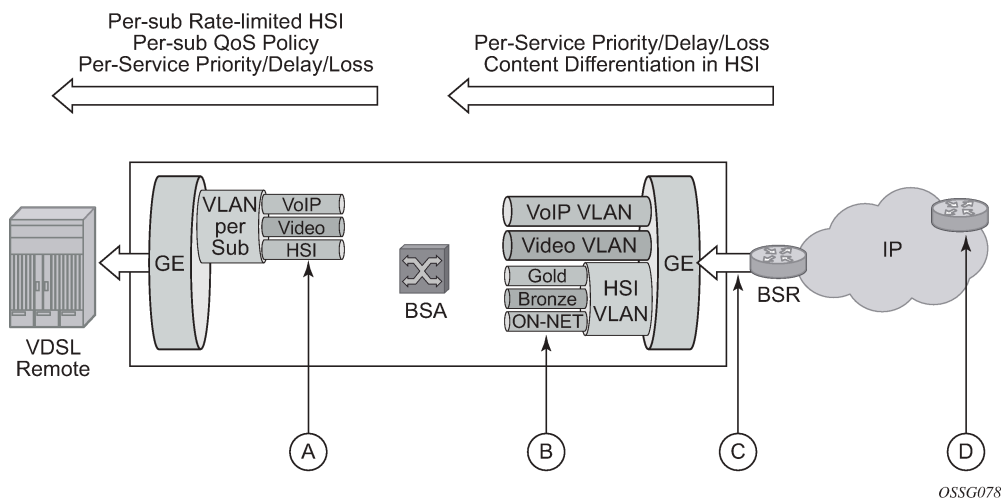 Per-sub Rate-limited HSI
Per-sub QoS Policy
Per-Service Priority/Delay/Loss
Per-Service Priority/Delay/Loss
Content Differentiation in HSI
GE
VLAN
per
Sub
VoIP
Video
HSI
VoIP VLAN
Video VLAN
Gold
Bronze
ON-NET
HSI
VLAN
GE
IP
BSA
BSR
VDSL
Remote
A
B
C
D
OSSG078